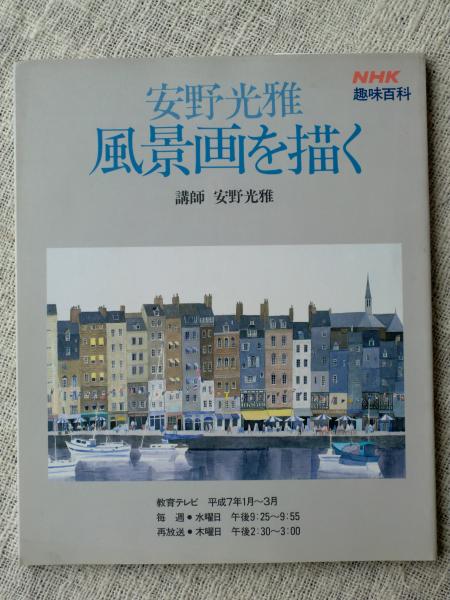 NHK
趣味百科
安野光雅
風景画を描く
講師 安野光雅
教育テレビ 平成7年1月〜3月
毎 週●水曜日 午後9:25〜9:55
再放送●木曜日 午後2:30〜3:00